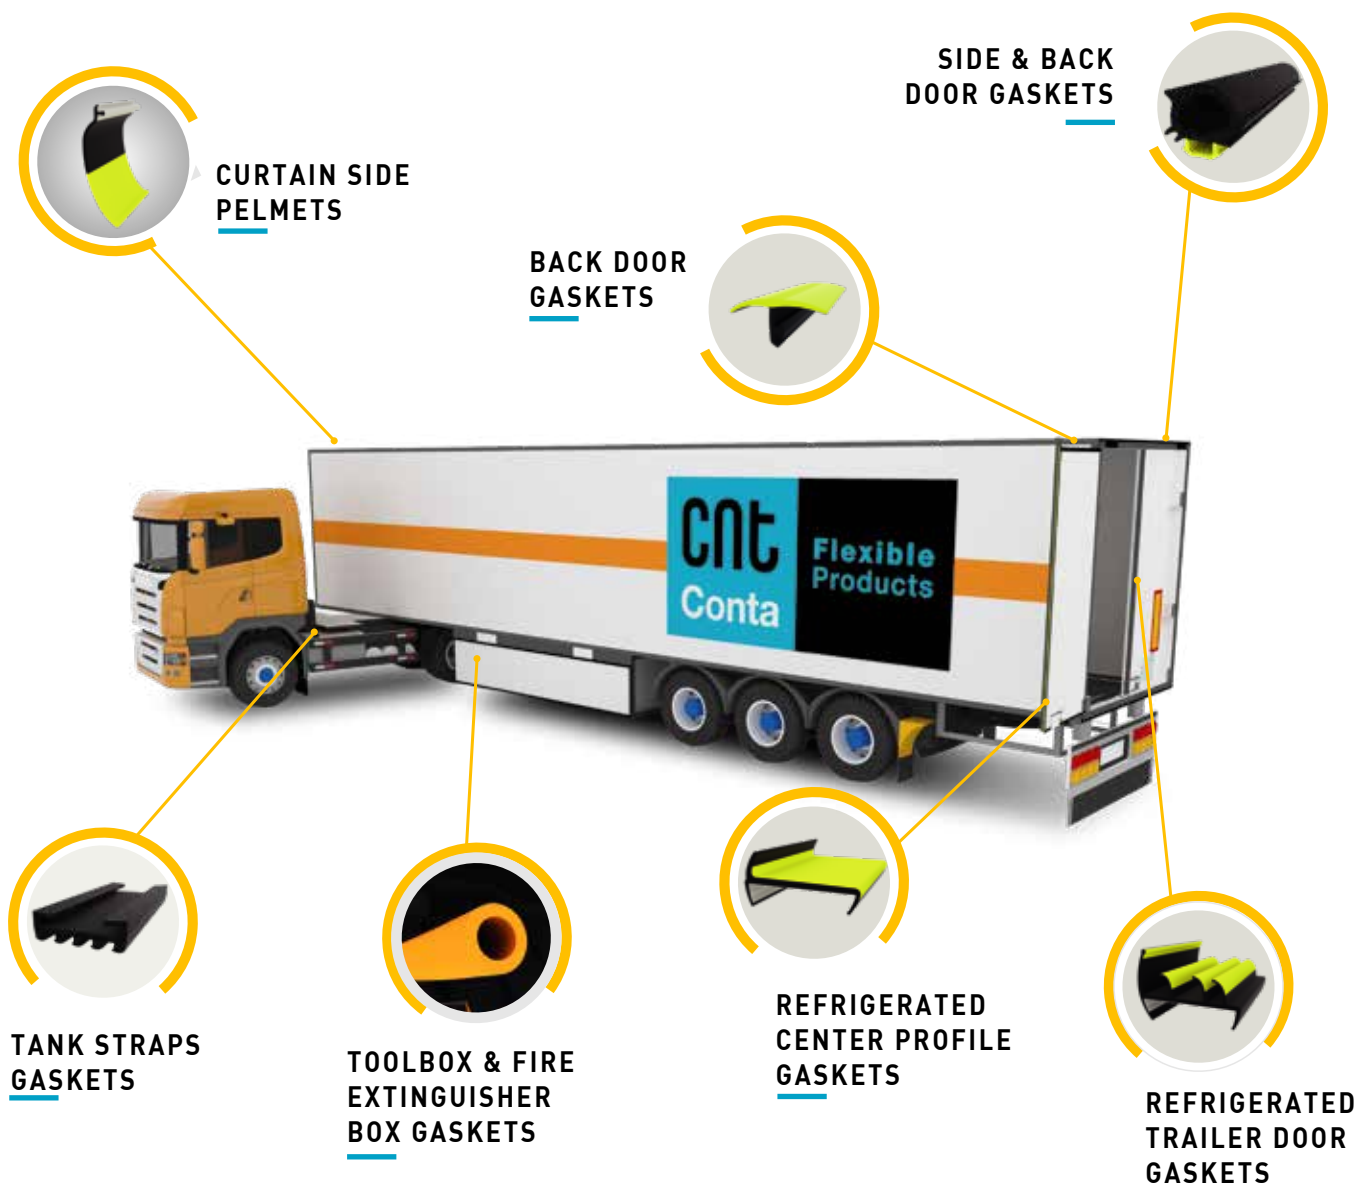 SIDE & BACK
DOOR GASKETS
CURTAIN SIDE
PELMETS
BACK DOOR
GASKETS
cnt
Conta
Flexible
Products
TANK STRAPS
GASKETS
TOOLBOX & FIRE
EXTINGUISHER
BOX GASKETS
REFRIGERATED
CENTER PROFILE
GASKETS
REFRIGERATED
TRAILER DOOR
GASKETS